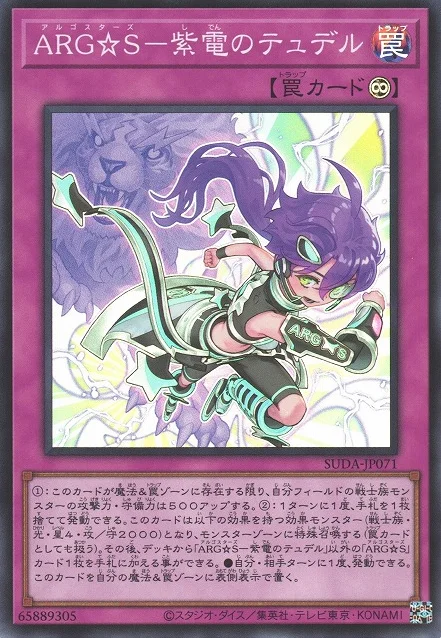 アルゴスターズ しでん
ARG☆S－紫電のテュデル
トラップ
罠
トラップ
【罠カード∞】
ARG★S
SUDA-JP071
①：このカードが魔法＆罠ゾーンに存在する限り、自分フィールドの戦士族モン
スターの攻撃力・守備力は５００アップする。②：１ターンに１度、手札を１枚
捨てて発動できる。このカードは以下の効果を持つ効果モンスター（戦士族・
光・星４・攻／守２０００）となり、モンスターゾーンに特殊召喚する（罠カード
としても扱う）。その後、デッキから「ARG☆S－紫電のテュデル」以外の「ARG☆S」
カード１枚を手札に加える事ができる。●自分・相手ターンに１度、発動できる。
このカードを自分の魔法＆罠ゾーンに表側表示で置く。
65889305
©スタジオ・ダイス／集英社・テレビ東京・KONAMI